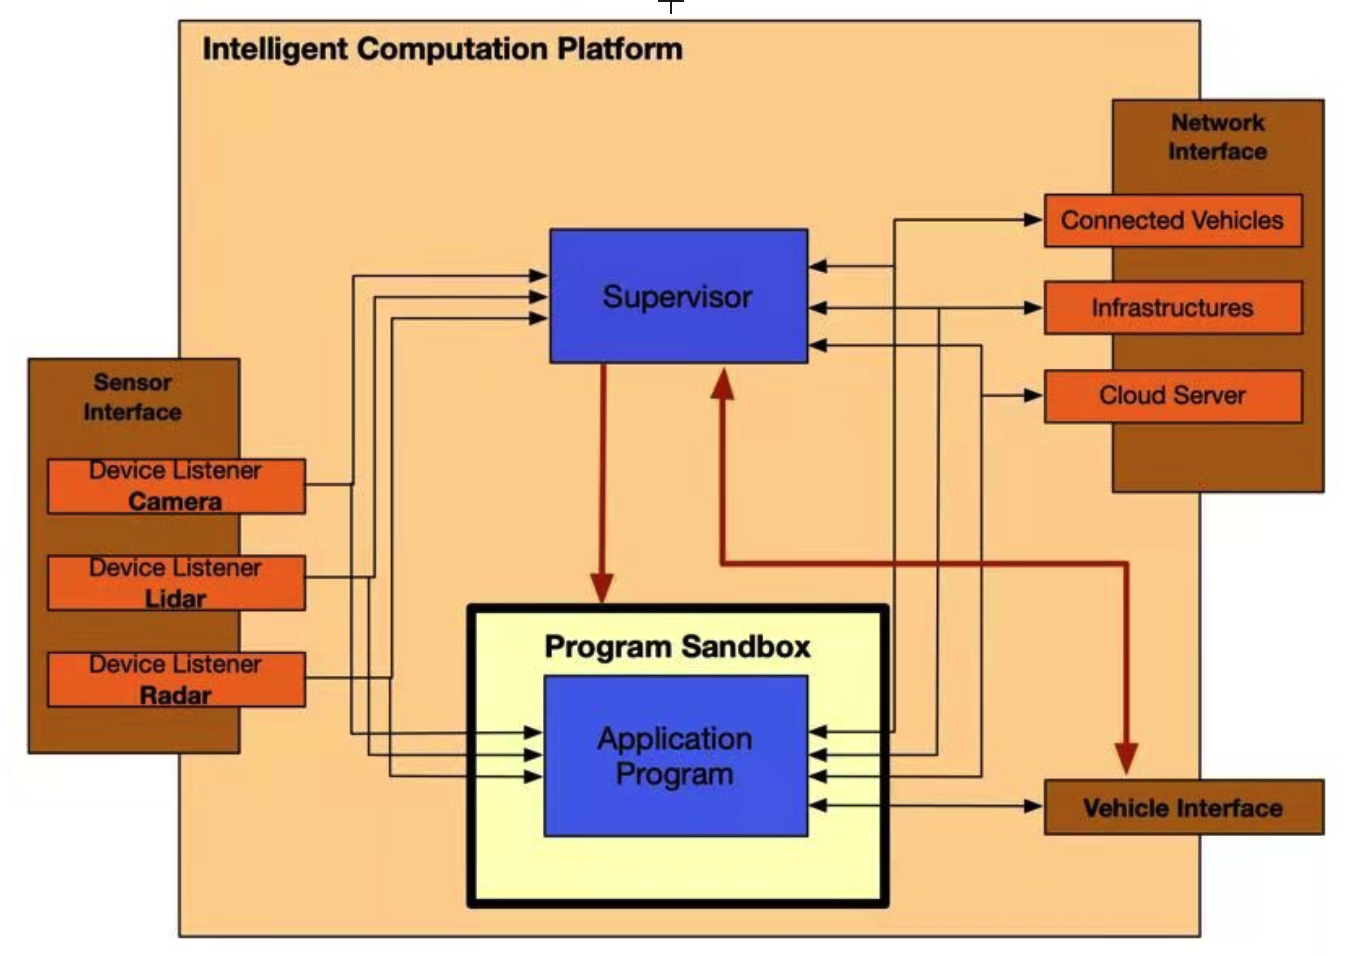 Intelligent Computation Platform
Network
Interface
Connected Vehicles
Infrastructures
Cloud Server
Supervisor
Sensor
Interface
Device Listener
Camera
Device Listener
Lidar
Device Listener
Radar
Program Sandbox
Application
Program
Vehicle Interface